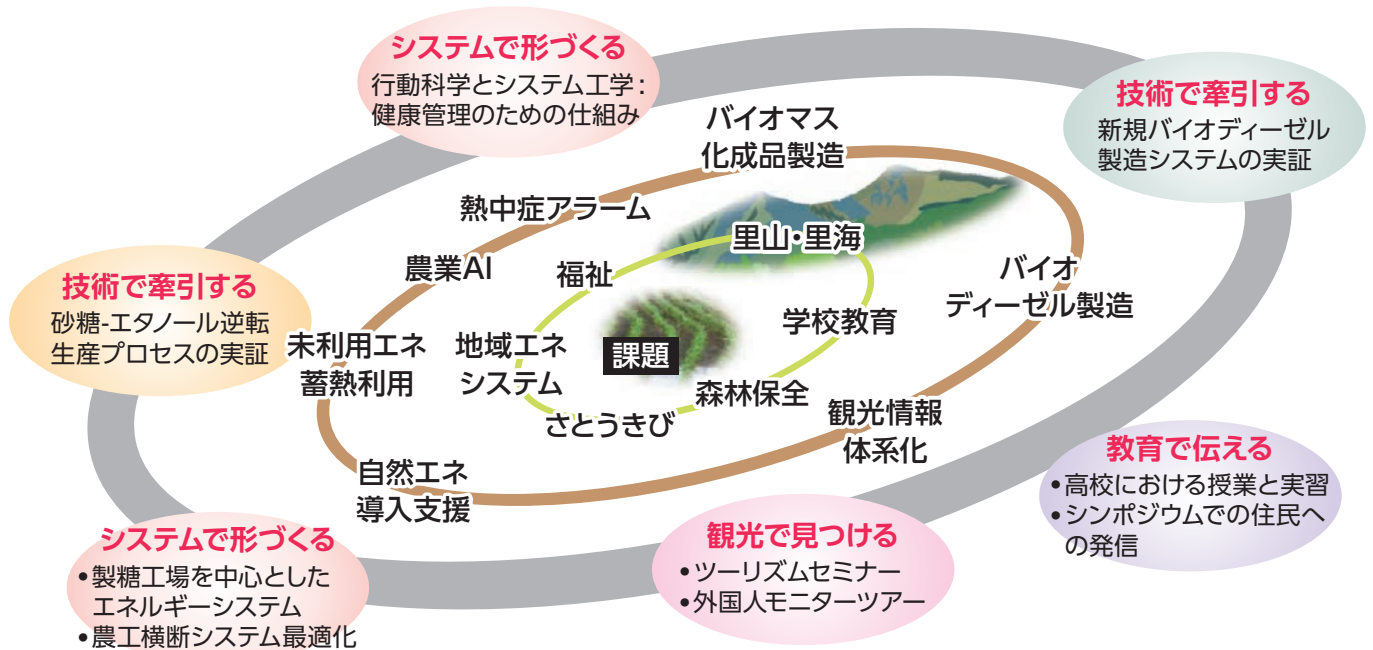 システムで形づくる
行動科学とシステム工学：
健康管理のための仕組み
技術で牽引する
新規バイオディーゼル
製造システムの実証
バイオマス
化成品製造
熱中症アラーム
里山・里海
農業AI
福祉
バイオ
ディーゼル製造
技術で牽引する
砂糖-エタノール逆転
生産プロセスの実証
学校教育
未利用エネ
蓄熱利用
地域エネ
システム
課題
森林保全
さとうきび
観光情報
体系化
自然エネ
導入支援
教育で伝える
•高校における授業と実習
•シンポジウムでの住民へ
の発信
システムで形づくる
•製糖工場を中心とした
エネルギーシステム
•農工横断システム最適化
観光で見つける
•ツーリズムセミナー
•外国人モニターツアー